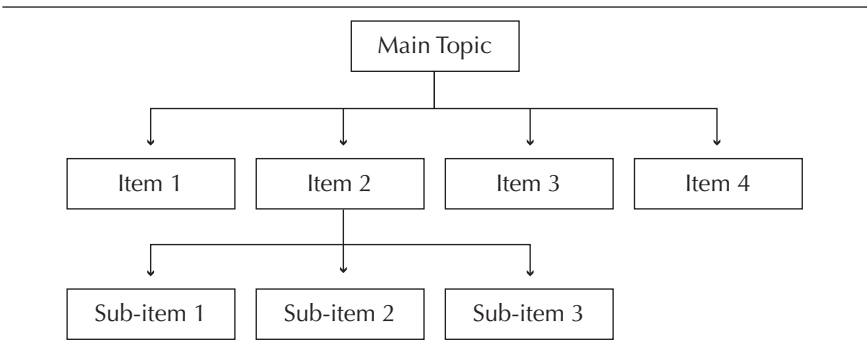 Main Topic
Item 1
Item 2
Item 3
Item 4
Sub-item 1
Sub-item 2
Sub-item 3